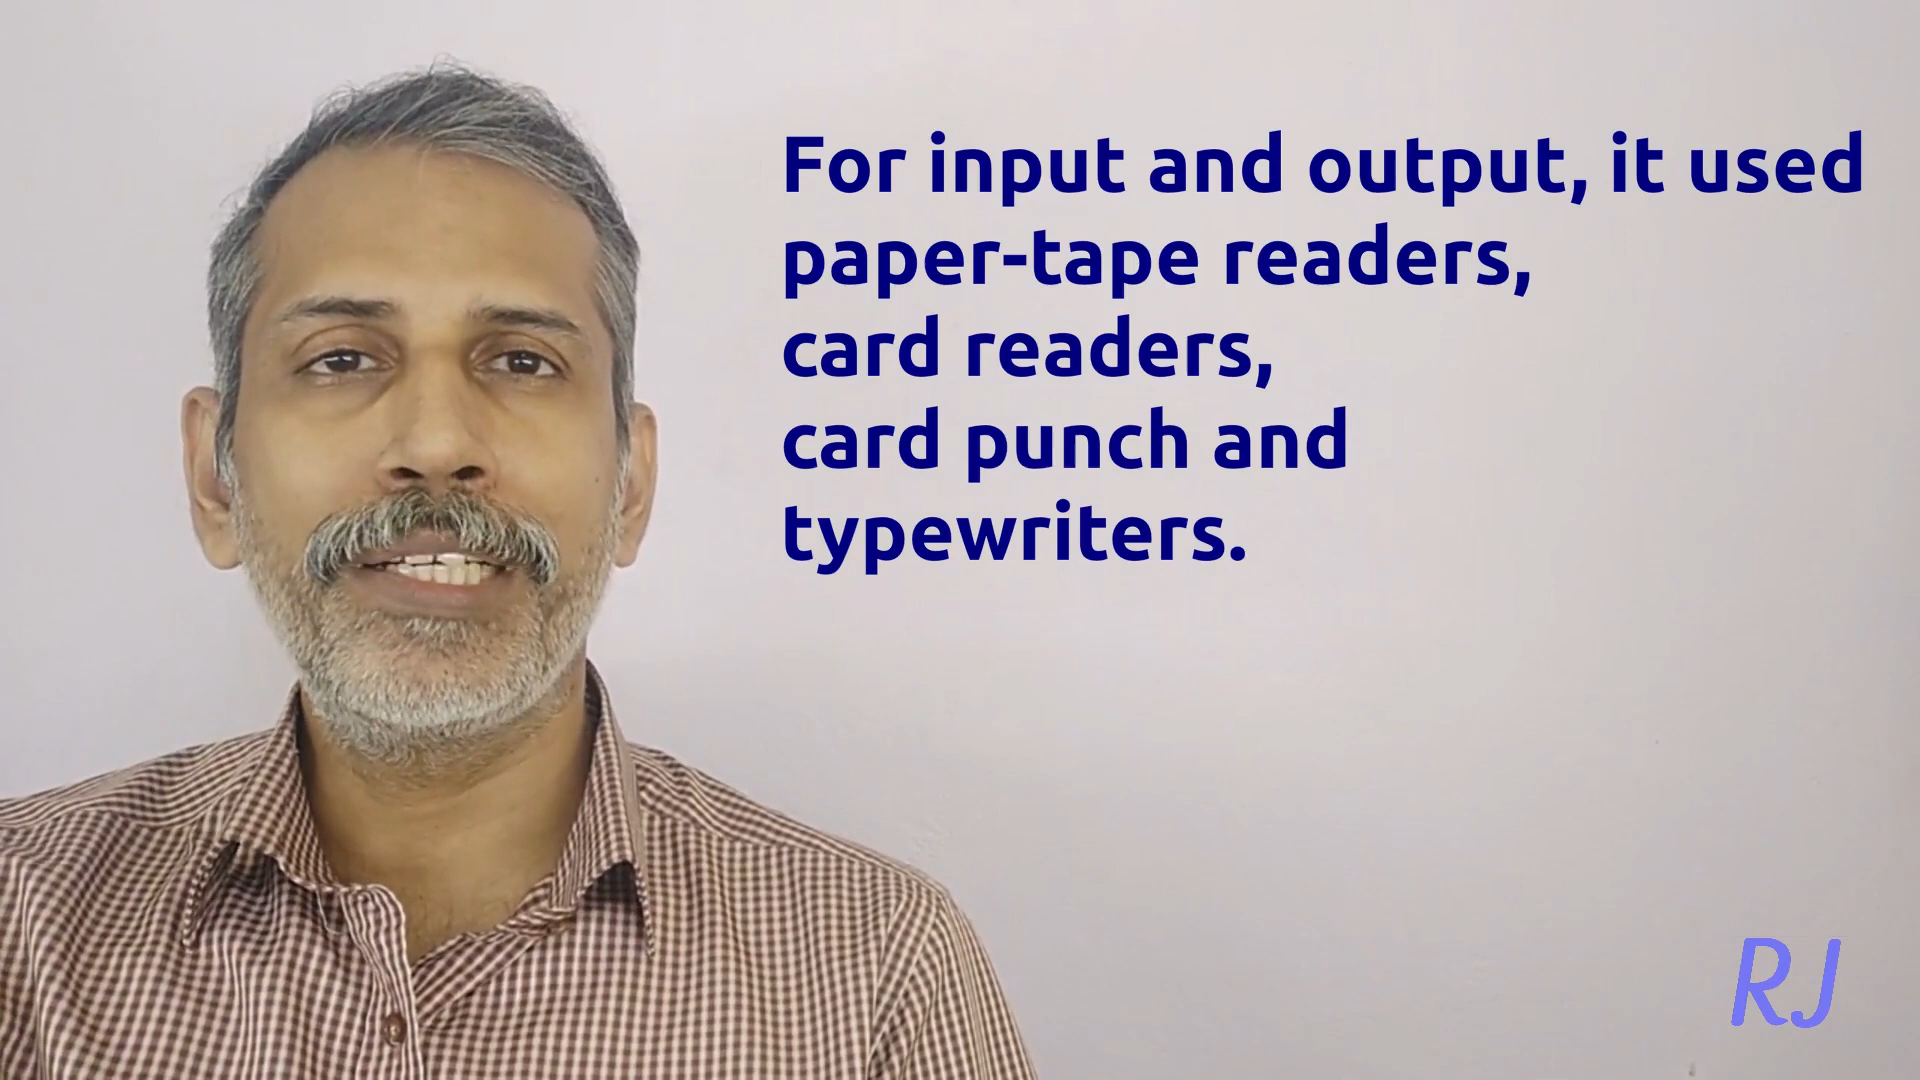 For input and output, it used
paper-tape readers,
card readers,
card punch and
typewriters.
RJ